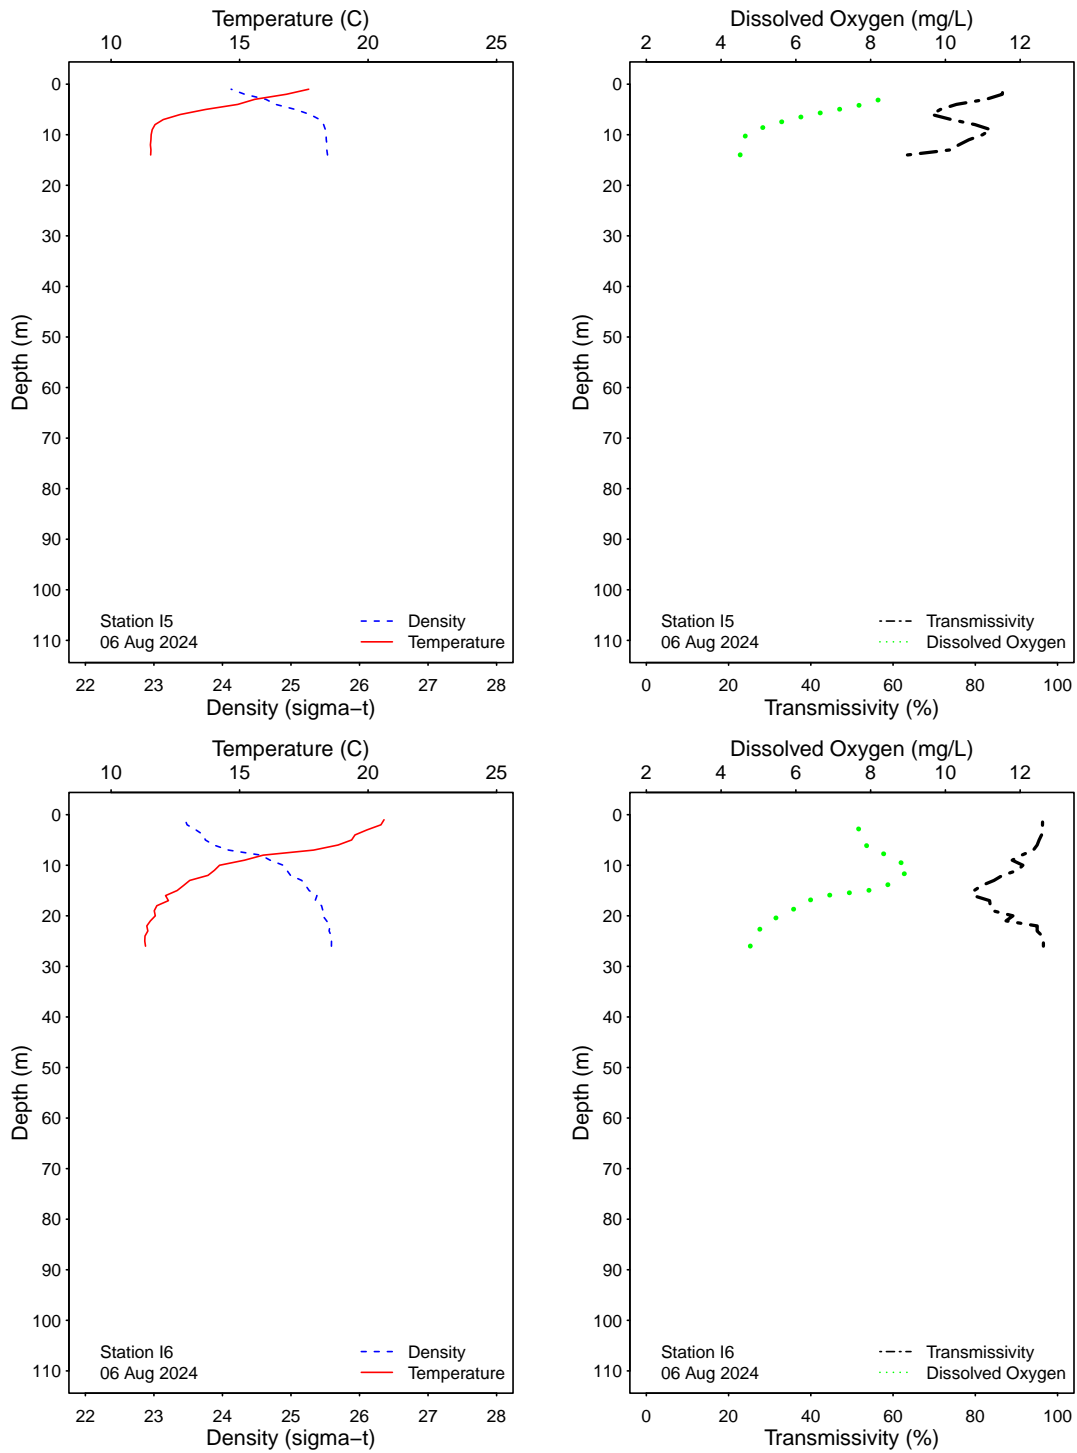 Temperature (C)
10 15 20 25
0
10
20
30
40
50
60
70
80
90
100
110
Depth (m)
Station I5
06 Aug 2024
Density
Temperature
22 23 24 25 26 27 28
Density (sigma−t)
Dissolved Oxygen (mg/L)
2 4 6 8 10 12
0
10
20
30
40
50
60
70
80
90
100
110
Depth (m)
Station I5
06 Aug 2024
Transmissivity
Dissolved Oxygen
0 20 40 60 80 100
Transmissivity (%)
Temperature (C)
10 15 20 25
0
10
20
30
40
50
60
70
80
90
100
110
Depth (m)
Station I6
06 Aug 2024
Density
Temperature
22 23 24 25 26 27 28
Density (sigma−t)
Dissolved Oxygen (mg/L)
2 4 6 8 10 12
0
10
20
30
40
50
60
70
80
90
100
110
Depth (m)
Station I6
06 Aug 2024
Transmissivity
Dissolved Oxygen
0 20 40 60 80 100
Transmissivity (%)